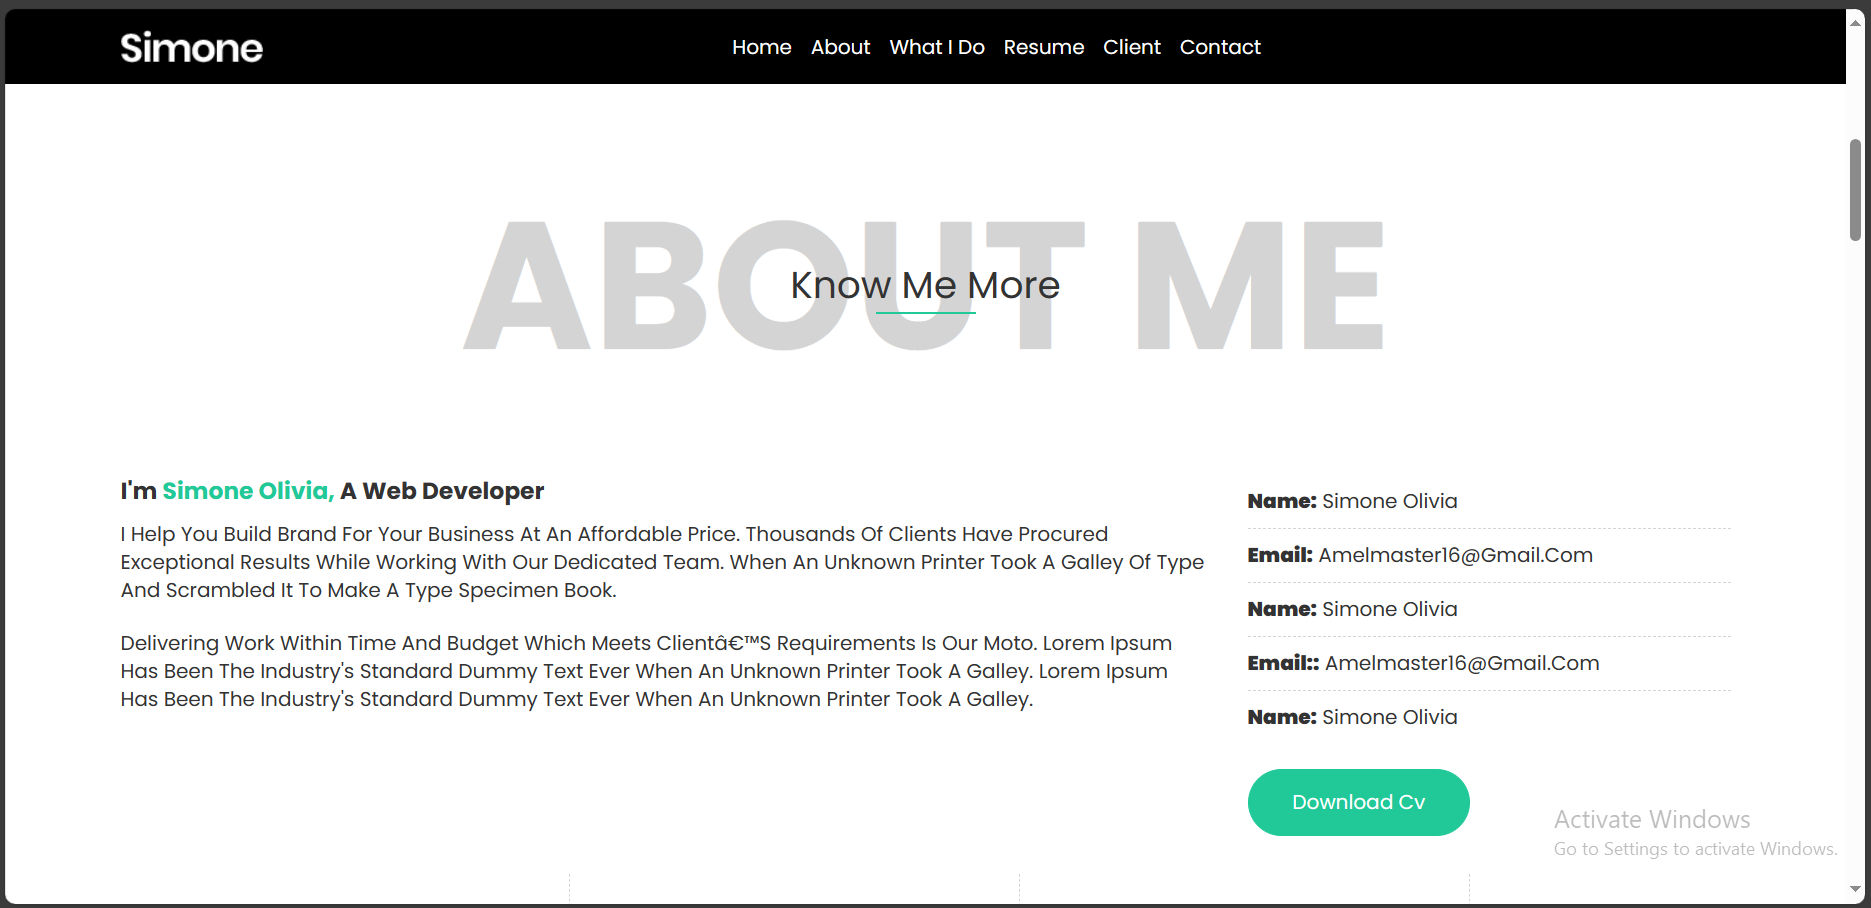 Simone
Home About What I Do Resume Client Contact
ABOUT ME
Know Me More
I'm Simone Olivia, A Web Developer
I Help You Build Brand For Your Business At An Affordable Price. Thousands Of Clients Have Procured
Exceptional Results While Working With Our Dedicated Team. When An Unknown Printer Took A Galley Of Type
And Scrambled It To Make A Type Specimen Book.
Delivering Work Within Time And Budget Which Meets Clientâ€™S Requirements Is Our Moto. Lorem Ipsum
Has Been The Industry's Standard Dummy Text Ever When An Unknown Printer Took A Galley. Lorem Ipsum
Has Been The Industry's Standard Dummy Text Ever When An Unknown Printer Took A Galley.
Name: Simone Olivia
Email: Amelmaster16@Gmail.Com
Name: Simone Olivia
Email:: Amelmaster16@Gmail.Com
Name: Simone Olivia
Download Cv
Activate Windows
Go to Settings to activate Windows.